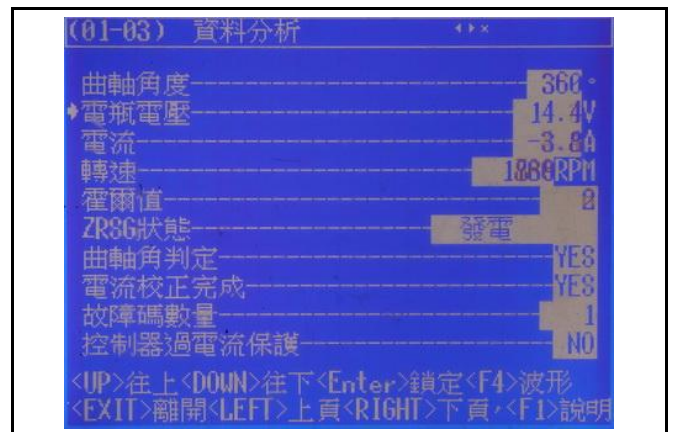 (01-03) 資料分析
曲軸角度 360°
電瓶電壓 14.4V
電流 -3.8A
轉速 RPM
霍爾值
ZRSG狀態 發電
曲軸角判定 YES
電流校正完成 YES
故障碼數量 1
控制器過電流保護 NO
<UP>往上<DOWN>往下<Enter>鎖定<F4>波形
<EXIT>離開<LEFT>上頁<RIGHT>下頁,<F1>說明